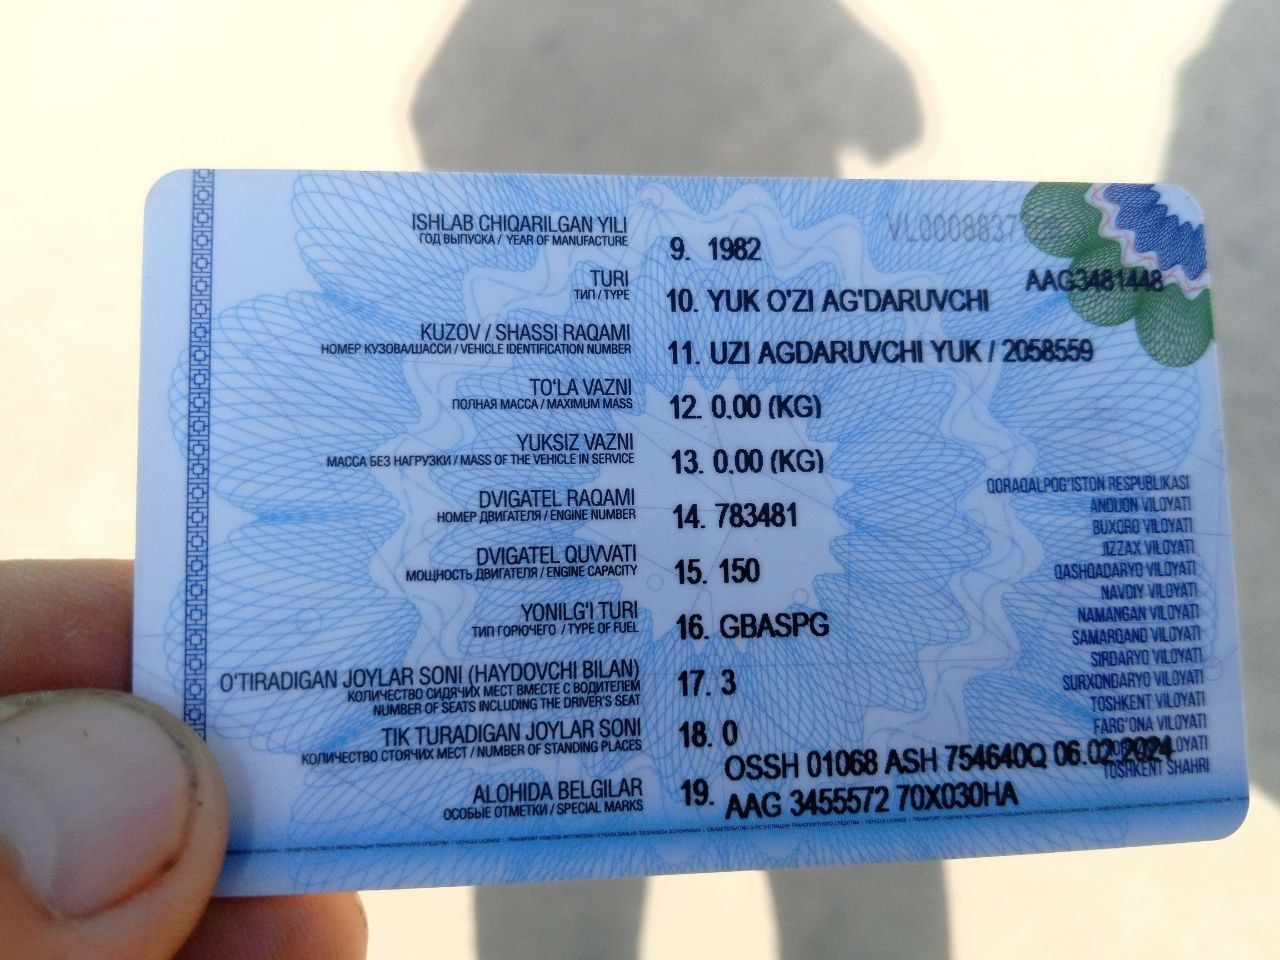 VL0008837
AAG3481448
ISHLAB CHIQARILGAN YILI
ГОД ВЫПУСКА / YEAR OF MANUFACTURE
9. 1982
TURI
ТИП / TYPE
10. YUK O'ZI AG'DARUVCHI
KUZOV / SHASSI RAQAMI
НОМЕР КУЗОВА/ШАССИ / VEHICLE IDENTIFICATION NUMBER
11. UZI AGDARUVCHI YUK / 2058559
TO'LA VAZNI
ПОЛНАЯ МАССА / MAXIMUM MASS
12. 0.00 (KG)
YUKSIZ VAZNI
МАССА БЕЗ НАГРУЗКИ / MASS OF THE VEHICLE IN SERVICE
13. 0.00 (KG)
DVIGATEL RAQAMI
НОМЕР ДВИГАТЕЛЯ / ENGINE NUMBER
14. 783481
DVIGATEL QUVVATI
МОЩНОСТЬ ДВИГАТЕЛЯ / ENGINE CAPACITY
15. 150
YONILG'I TURI
ТИП ГОРЮЧЕГО / TYPE OF FUEL
16. GBASPG
O'TIRADIGAN JOYLAR SONI (HAYDOVCHI BILAN)
КОЛИЧЕСТВО СИДЯЧИХ МЕСТ ВМЕСТЕ С ВОДИТЕЛЕМ
NUMBER OF SEATS INCLUDING THE DRIVER'S SEAT
17. 3
TIK TURADIGAN JOYLAR SONI
КОЛИЧЕСТВО СТОЯЧИХ МЕСТ / NUMBER OF STANDING PLACES
18. 0
ALOHIDA BELGILAR
ОСОБЫЕ ОТМЕТКИ / SPECIAL MARKS
19. OSSH 01068 ASH 754640Q 06.02.2024
AAG 3455572 70X030HA
QORAQALPOG'ISTON RESPUBLIKASI
ANDIJON VILOYATI
BUXORO VILOYATI
JIZZAX VILOYATI
QASHQADARYO VILOYATI
NAVOIY VILOYATI
NAMANGAN VILOYATI
SAMARQAND VILOYATI
SIRDARYO VILOYATI
SURXONDARYO VILOYATI
TOSHKENT VILOYATI
FARG'ONA VILOYATI
VILOYATI
TOSHKENT SHAHRI